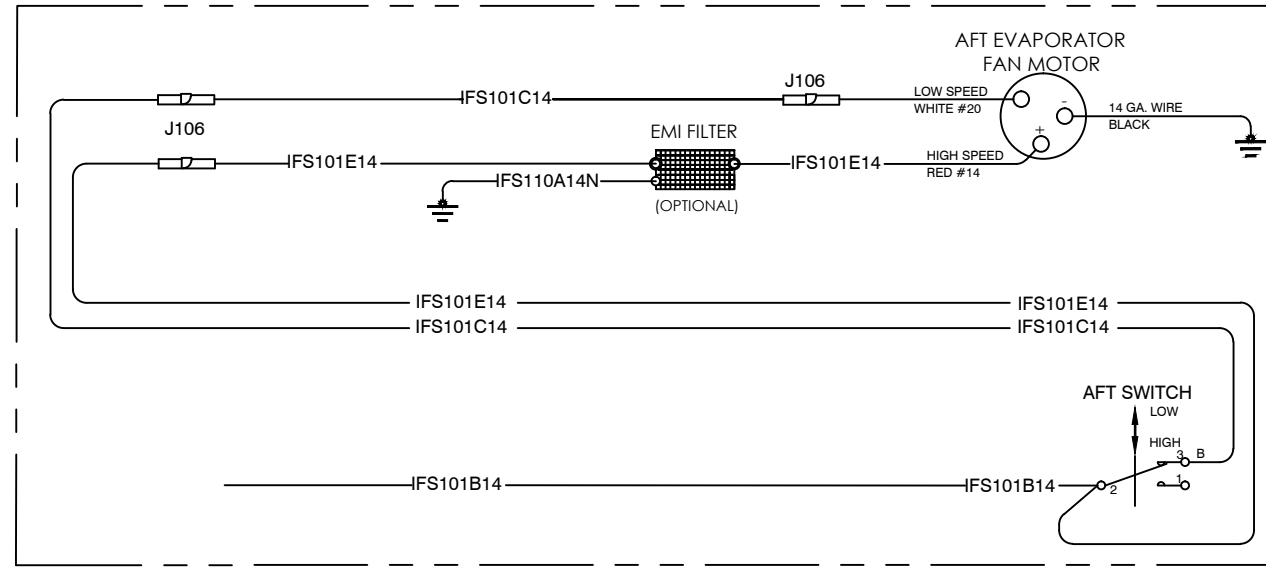 AFT EVAPORATOR
FAN MOTOR
J106
IFS101C14
LOW SPEED
WHITE #20
-
14 GA. WIRE
BLACK
J106
EMI FILTER
+
IFS101E14
IFS101E14
HIGH SPEED
RED #14
IFS110A14N
(OPTIONAL)
IFS101E14
IFS101E14
IFS101C14
IFS101C14
AFT SWITCH
LOW
HIGH
3
B
IFS101B14
IFS101B14
2
1